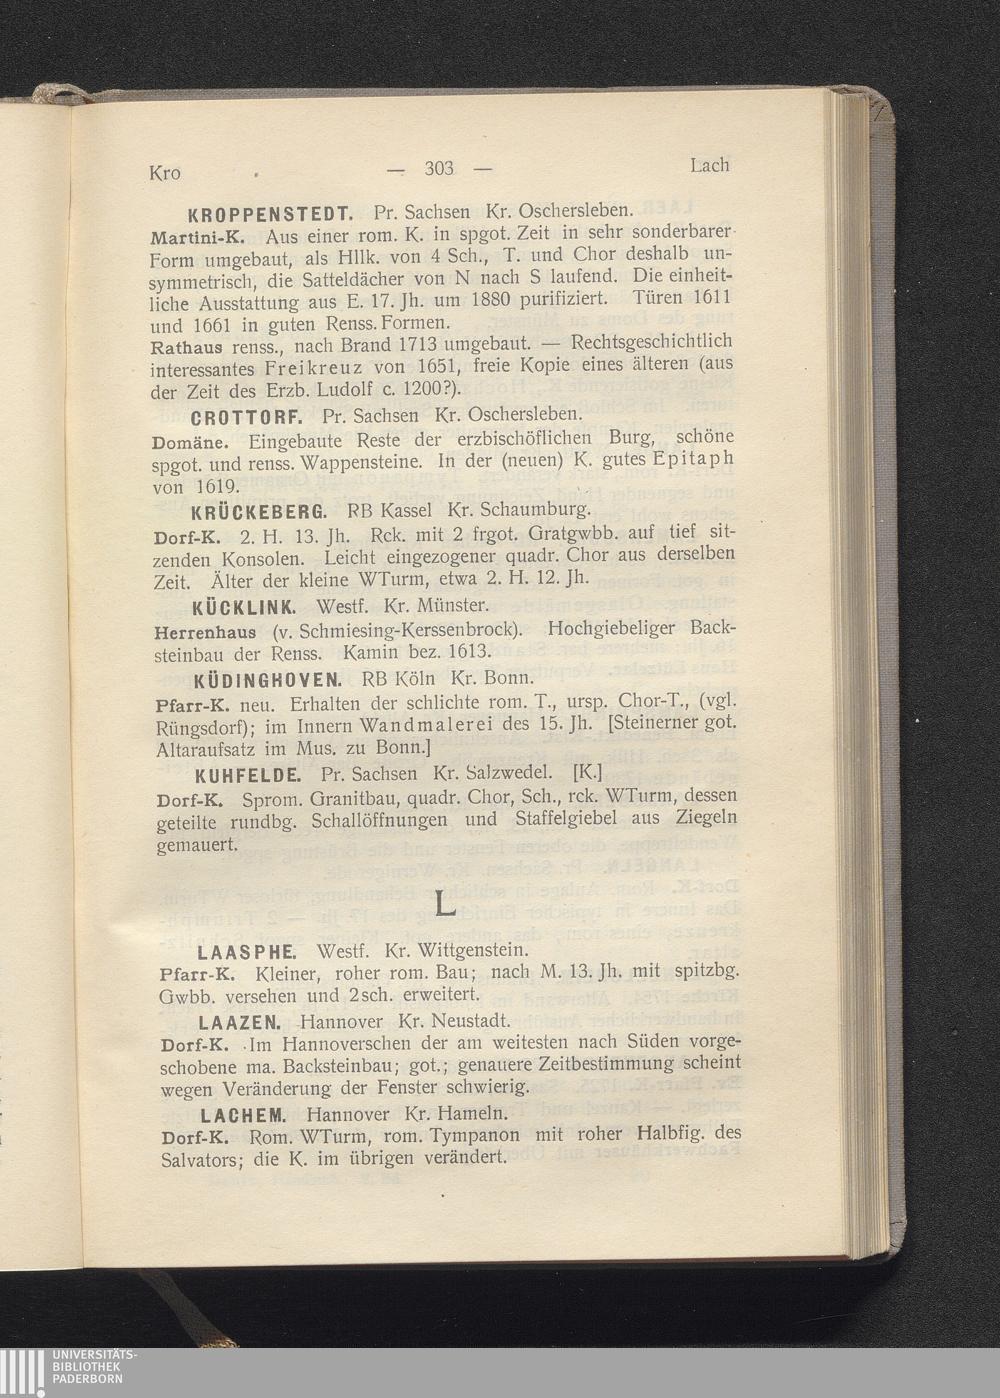 Kro — 303 — Lach
KROPPENSTEDT. Pr. Sachsen Kr. Oschersleben.
Martini-K. Aus einer rom. K. in spgot. Zeit in sehr sonderbarer
Form umgebaut, als Hllk. von 4 Sch., T. und Chor deshalb un-
symmetrisch, die Satteldächer von N nach S laufend. Die einheit-
liche Ausstattung aus E. 17. Jh. um 1880 purifiziert. Türen 1611
und 1661 in guten Renss. Formen.
Rathaus renss., nach Brand 1713 umgebaut. — Rechtsgeschichtlich
interessantes Freikreuz von 1651, freie Kopie eines älteren (aus
der Zeit des Erzb. Ludolf c. 1200?).
CROTTORF. Pr. Sachsen Kr. Oschersleben.
Domäne. Eingebaute Reste der erzbischöflichen Burg, schöne
spgot. und renss. Wappensteine. In der (neuen) K. gutes Epitaph
von 1619.
KRÜCKEBERG. RB Kassel Kr. Schaumburg.
Dorf-K. 2. H. 13. Jh. Rck. mit 2 frgot. Gratgwbb. auf tief sit-
zenden Konsolen. Leicht eingezogener quadr. Chor aus derselben
Zeit. Älter der kleine WTurm, etwa 2. H. 12. Jh.
KÜCKLINK. Westf. Kr. Münster.
Herrenhaus (v. Schmiesing-Kerssenbrock). Hochgiebeliger Back-
steinbau der Renss. Kamin bez. 1613.
KÜDINGHOVEN. RB Köln Kr. Bonn.
Pfarr-K. neu. Erhalten der schlichte rom. T., ursp. Chor-T., (vgl.
Rüngsdorf); im Innern Wandmalerei des 15. Jh. [Steinerner got.
Altaraufsatz im Mus. zu Bonn.]
KUHFELDE. Pr. Sachsen Kr. Salzwedel. [K.]
Dorf-K. Sprom. Granitbau, quadr. Chor, Sch., rck. WTurm, dessen
geteilte rundbg. Schallöffnungen und Staffelgiebel aus Ziegeln
gemauert.
L
LAASPHE. Westf. Kr. Wittgenstein.
Pfarr-K. Kleiner, roher rom. Bau; nach M. 13. Jh. mit spitzbg.
Gwbb. versehen und 2sch. erweitert.
LAAZEN. Hannover Kr. Neustadt.
Dorf-K. Im Hannoverschen der am weitesten nach Süden vorge-
schobene ma. Backsteinbau; got.; genauere Zeitbestimmung scheint
wegen Veränderung der Fenster schwierig.
LACHEM. Hannover Kr. Hameln.
Dorf-K. Rom. WTurm, rom. Tympanon mit roher Halbfig. des
Salvators; die K. im übrigen verändert.
UNIVERSITÄTS-
BIBLIOTHEK
PADERBORN